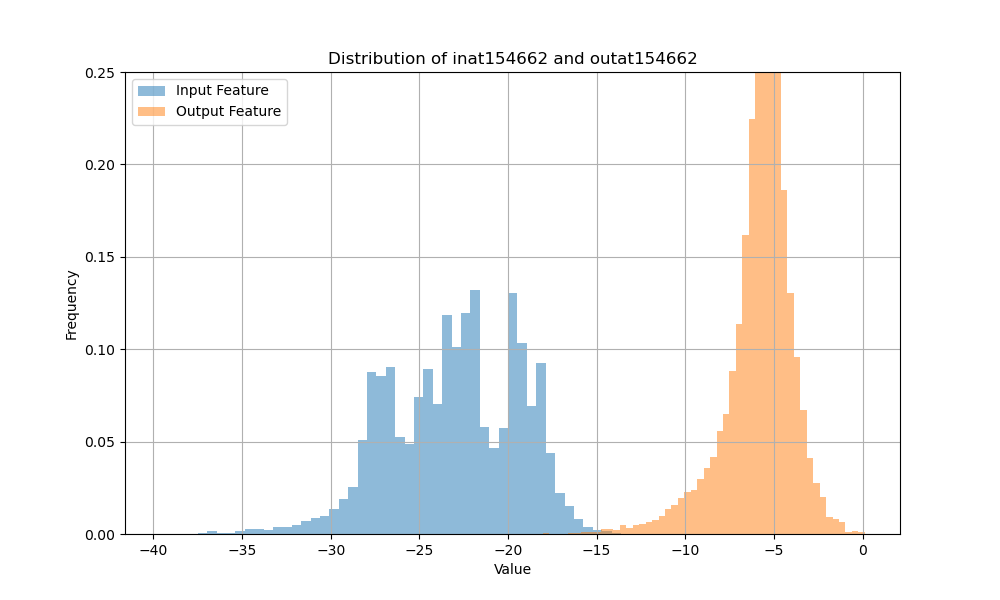 Distribution of inat154662 and outat154662
Input Feature
Output Feature
0.25
0.20
0.15
0.10
0.05
0.00
Frequency
−40 −35 −30 −25 −20 −15 −10 −5 0
Value